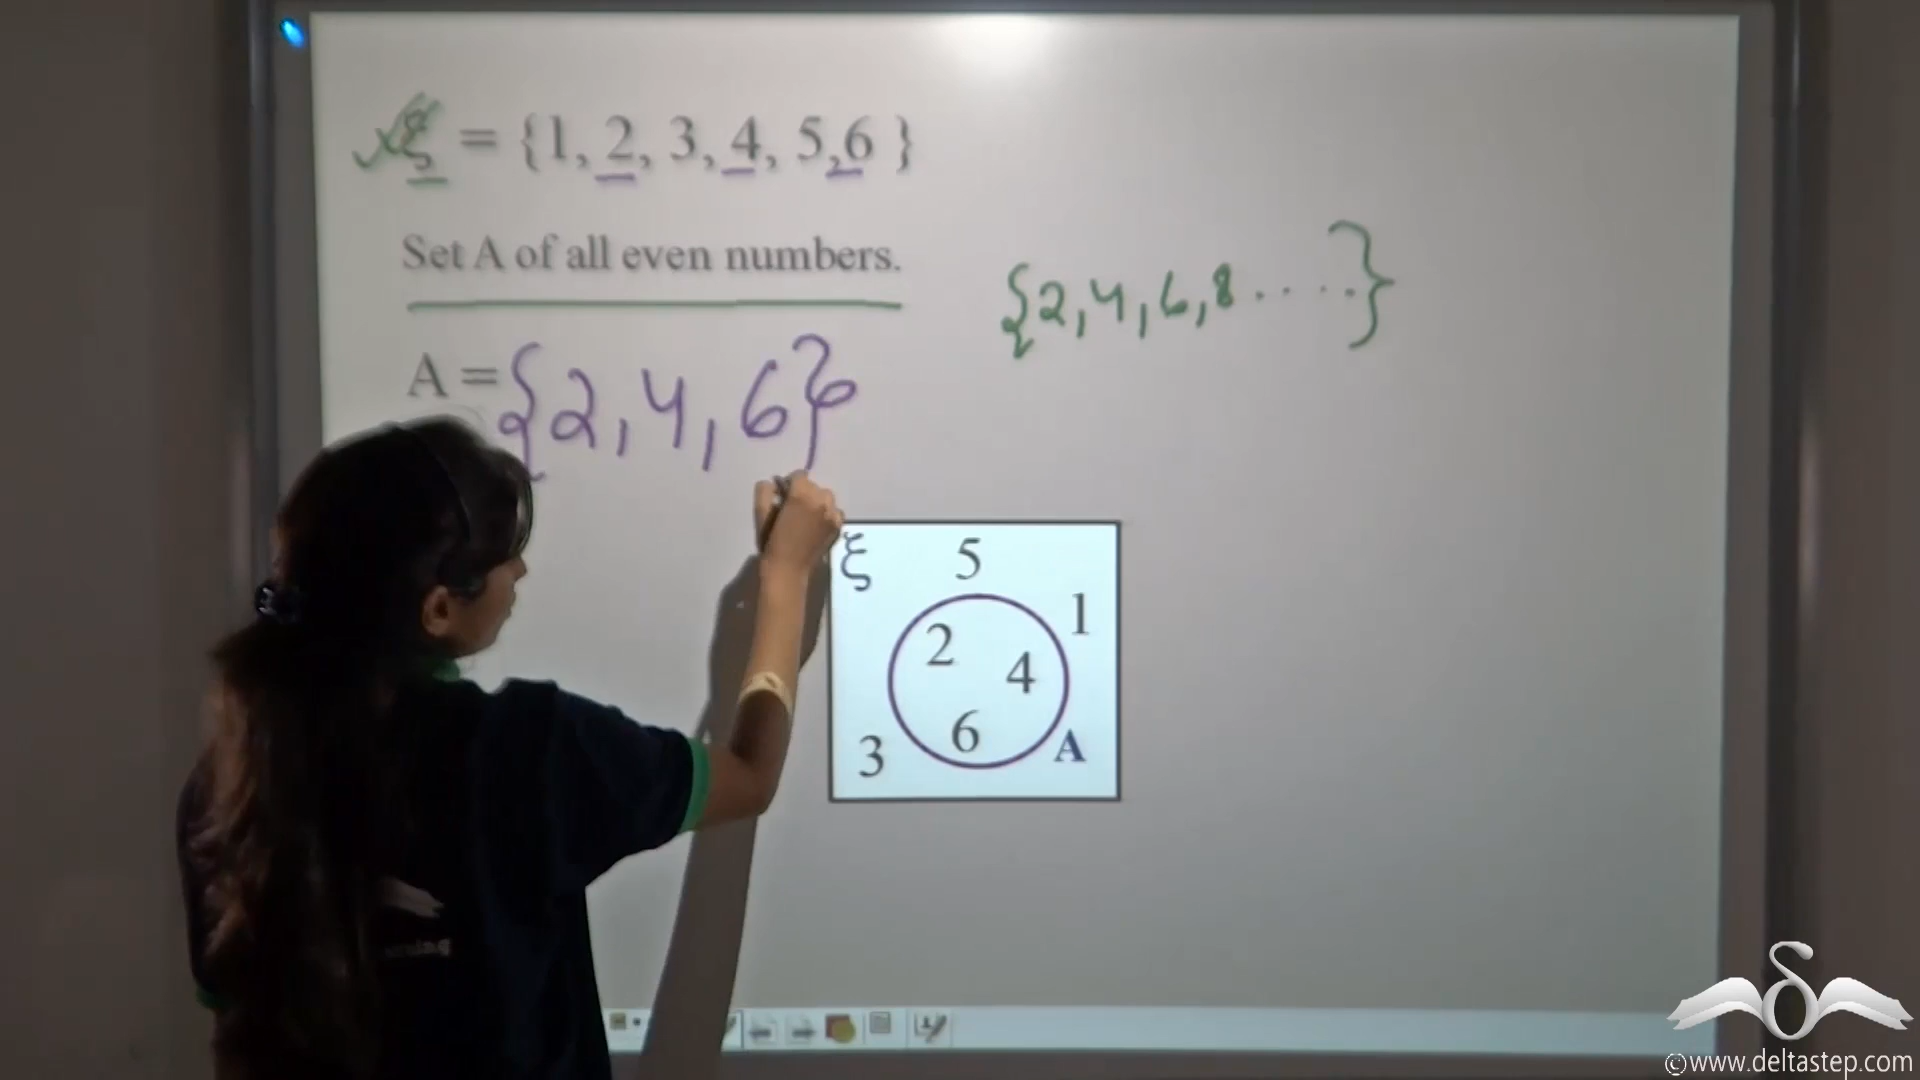 ξ = {1, 2, 3, 4, 5,6 }
Set A of all even numbers.
{2,4,6,8.....}
A = {2,4,6}
ξ
5
1
2
4
6
3
A
©www.deltastep.com